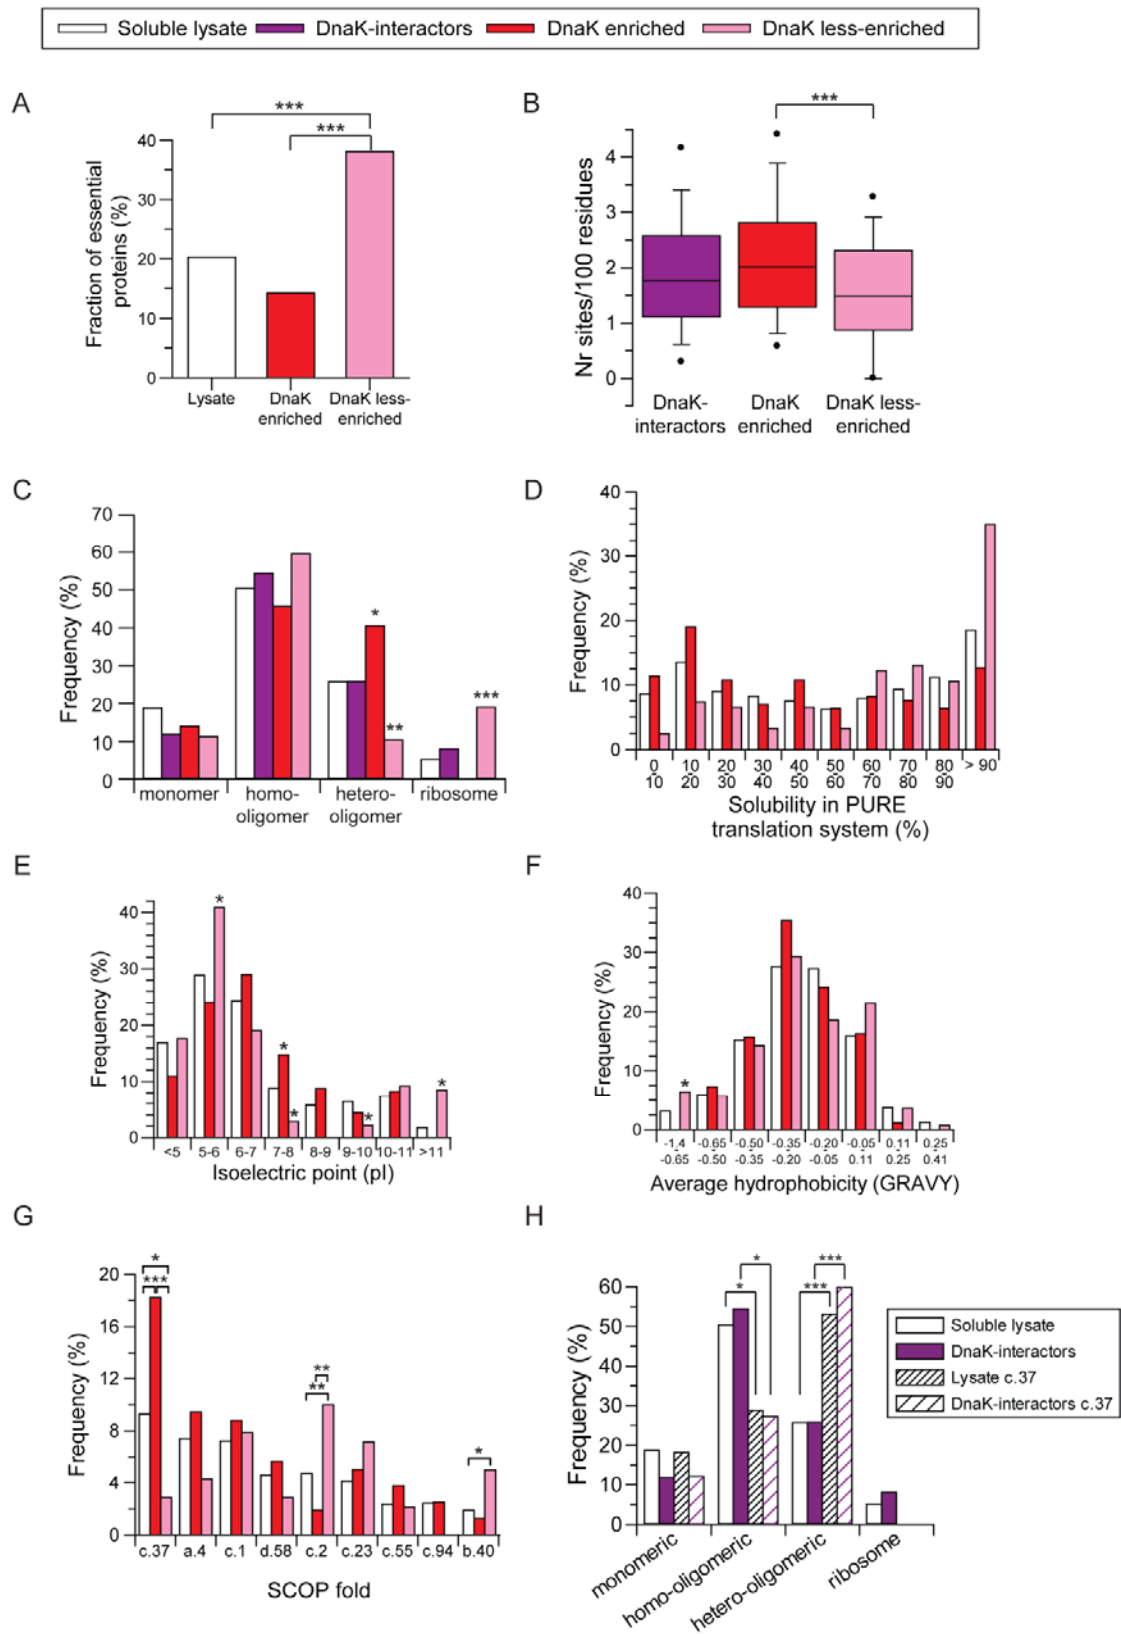 Soluble lysate DnaK-interactors DnaK enriched DnaK less-enriched
A
***
***
Fraction of essential
proteins (%)
40
30
20
10
0
Lysate
DnaK
enriched
DnaK less-
enriched
B
***
Nr sites/100 residues
4
3
2
1
0
DnaK-
interactors
DnaK
enriched
DnaK less-
enriched
C
Frequency (%)
70
60
50
40
30
20
10
0
*
**
***
monomer
homo-
oligomer
hetero-
oligomer
ribosome
D
Frequency (%)
40
30
20
10
0
0
10
10
20
20
30
30
40
40
50
50
60
60
70
70
80
80
90
> 90
Solubility in PURE
translation system (%)
E
Frequency (%)
40
30
20
10
0
*
*
*
*
*
<5 5-6 6-7 7-8 8-9 9-10 10-11 >11
Isoelectric point (pI)
F
Frequency (%)
40
30
20
10
0
*
-1.4
-0.65
-0.65
-0.50
-0.50
-0.35
-0.35
-0.20
-0.20
-0.05
-0.05
0.11
0.11
0.25
0.25
0.41
Average hydrophobicity (GRAVY)
G
Frequency (%)
20
16
12
8
4
0
*
***
**
**
*
c.37 a.4 c.1 d.58 c.2 c.23 c.55 c.94 b.40
SCOP fold
H
Frequency (%)
60
50
40
30
20
10
0
*
*
***
***
monomeric
homo-oligomeric
hetero-oligomeric
ribosome
Soluble lysate
DnaK-interactors
Lysate c.37
DnaK-interactors c.37